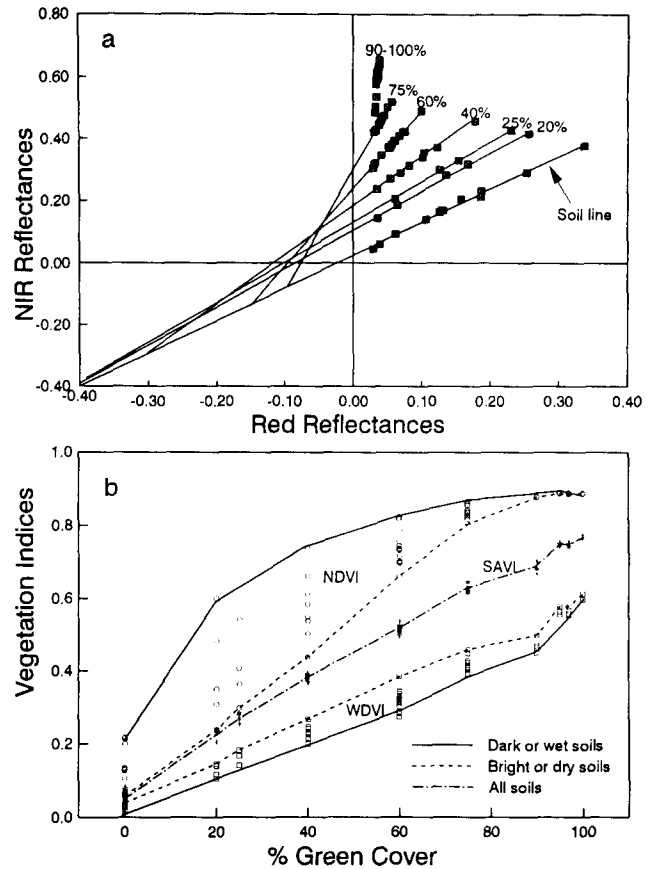 a
NIR Reflectances
0.80
0.60
0.40
0.20
0.00
-0.20
-0.40
90-100%
75%
60%
40%
25%
20%
Soil line
-0.40
-0.30
-0.20
-0.10
0.00
0.10
0.20
0.30
0.40
Red Reflectances
b
Vegetation Indices
1.0
0.8
0.6
0.4
0.2
0.0
NDVI
SAVI
WDVI
Dark or wet soils
Bright or dry soils
All soils
0
20
40
60
80
100
% Green Cover